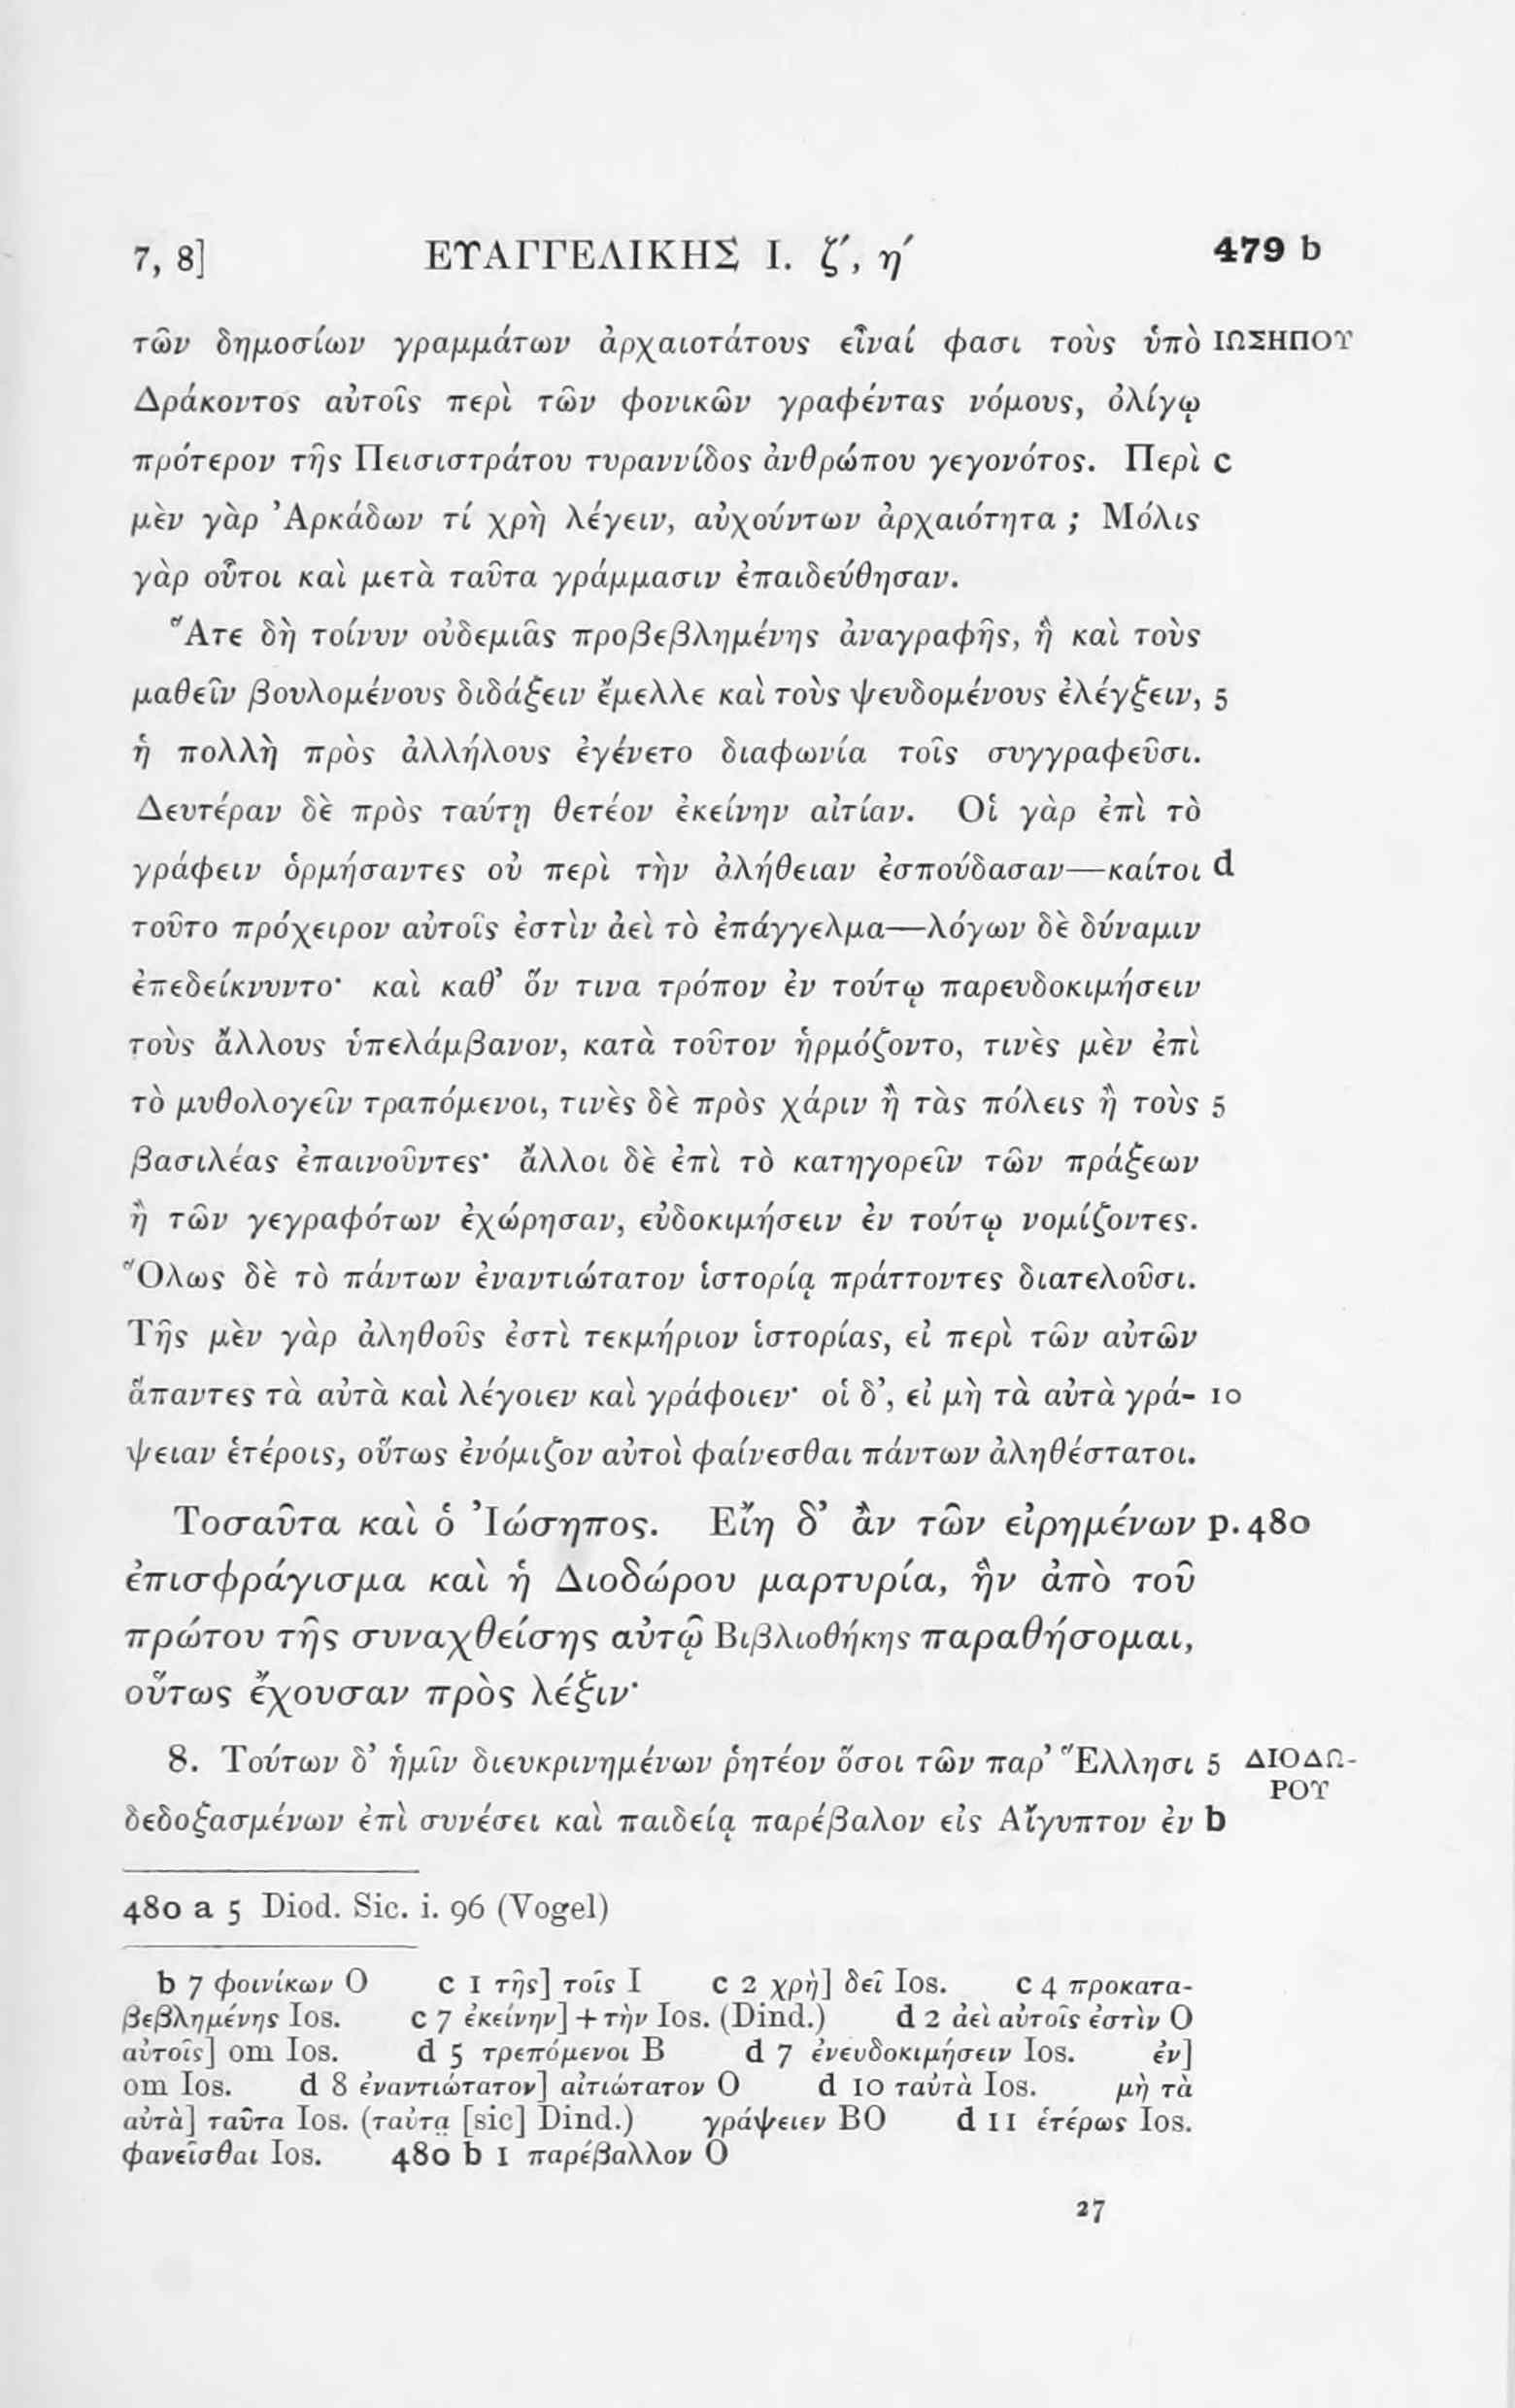 7, 8] ΕΥΑΓΓΕΛΙΚΗΣ Ι. ζʹ, ηʹ 479 b
τῶν δημοσίων γραμμάτων ἀρχαιοτάτους εἶναί φασι τοὺς ὑπὸ ΙΩΣΗΠΟΥ
Δράκοντος αὐτοῖς περὶ τῶν φονικῶν γραφέντας νόμους, ὀλίγῳ
πρότερον τῆς Πεισιστράτου τυραννίδος ἀνθρώπου γεγονότος. Περὶ c
μὲν γὰρ Ἀρκάδων τί χρὴ λέγειν, αὐχούντων ἀρχαιότητα ; Μόλις
γὰρ οὗτοι καὶ μετὰ ταῦτα γράμμασιν ἐπαιδεύθησαν.
Ἅτε δὴ τοίνυν οὐδεμιᾶς προβεβλημένης ἀναγραφῆς, ἣ καὶ τοὺς
μαθεῖν βουλομένους διδάξειν ἔμελλε καὶ τοὺς ψευδομένους ἐλέγξειν, 5
ἡ πολλὴ πρὸς ἀλλήλους ἐγένετο διαφωνία τοῖς συγγραφεῦσι.
Δευτέραν δὲ πρὸς ταύτῃ θετέον ἐκείνην αἰτίαν. Οἱ γὰρ ἐπὶ τὸ
γράφειν ὁρμήσαντες οὐ περὶ τὴν ἀλήθειαν ἐσπούδασαν—καίτοι d
τοῦτο πρόχειρον αὐτοῖς ἐστὶν ἀεὶ τὸ ἐπάγγελμα—λόγων δὲ δύναμιν
ἐπεδείκνυντο· καὶ καθ’ ὅν τινα τρόπον ἐν τούτῳ παρευδοκιμήσειν
τοὺς ἄλλους ὑπελάμβανον, κατὰ τοῦτον ἡρμόζοντο, τινὲς μὲν ἐπὶ
τὸ μυθολογεῖν τραπόμενοι, τινὲς δὲ πρὸς χάριν ἢ τὰς πόλεις ἢ τοὺς 5
βασιλέας ἐπαινοῦντες· ἄλλοι δὲ ἐπὶ τὸ κατηγορεῖν τῶν πράξεων
ἢ τῶν γεγραφότων ἐχώρησαν, εὐδοκιμήσειν ἐν τούτῳ νομίζοντες.
Ὅλως δὲ τὸ πάντων ἐναντιώτατον ἱστορίᾳ πράττοντες διατελοῦσι.
Τῆς μὲν γὰρ ἀληθοῦς ἐστὶ τεκμήριον ἱστορίας, εἰ περὶ τῶν αὐτῶν
ἅπαντες τὰ αὐτὰ καὶ λέγοιεν καὶ γράφοιεν· οἱ δ’, εἰ μὴ τὰ αὐτὰ γρά- 10
ψειαν ἑτέροις, οὕτως ἐνόμιζον αὐτοὶ φαίνεσθαι πάντων ἀληθέστατοι.
Τοσαῦτα καὶ ὁ Ἰώσηπος. Εἴη δ’ ἂν τῶν εἰρημένων p. 480
ἐπισφράγισμα καὶ ἡ Διοδώρου μαρτυρία, ἣν ἀπὸ τοῦ
πρώτου τῆς συναχθείσης αὐτῷ Βιβλιοθήκης παραθήσομαι,
οὕτως ἔχουσαν πρὸς λέξιν·
8. Τούτων δ’ ἡμῖν διευκρινημένων ῥητέον ὅσοι τῶν παρ’ Ἕλλησι 5 ΔΙΟΔΩ-
ΡΟΥ
δεδοξασμένων ἐπὶ συνέσει καὶ παιδείᾳ παρέβαλον εἰς Αἴγυπτον ἐν b
480 a 5 Diod. Sic. i. 96 (Vogel)
b 7 φοινίκων O c 1 τῆς] τοῖς I c 2 χρὴ] δεῖ Ios. c 4 προκατα-
βεβλημένης Ios. c 7 ἐκείνην] + τὴν Ios. (Dind.) d 2 ἀεὶ αὐτοῖς ἐστὶν O
αὐτοῖς] om Ios. d 5 τρεπόμενοι B d 7 ἐνευδοκιμήσειν Ios. ἐν]
om Ios. d 8 ἐναντιώτατον] αἰτιώτατον O d 10 ταὐτὰ Ios. μὴ τὰ
αὐτὰ] ταῦτα Ios. (ταὐτᾳ [sic] Dind.) γράψειεν BO d 11 ἑτέρως Ios.
φανεῖσθαι Ios. 480 b 1 παρέβαλλον O
27